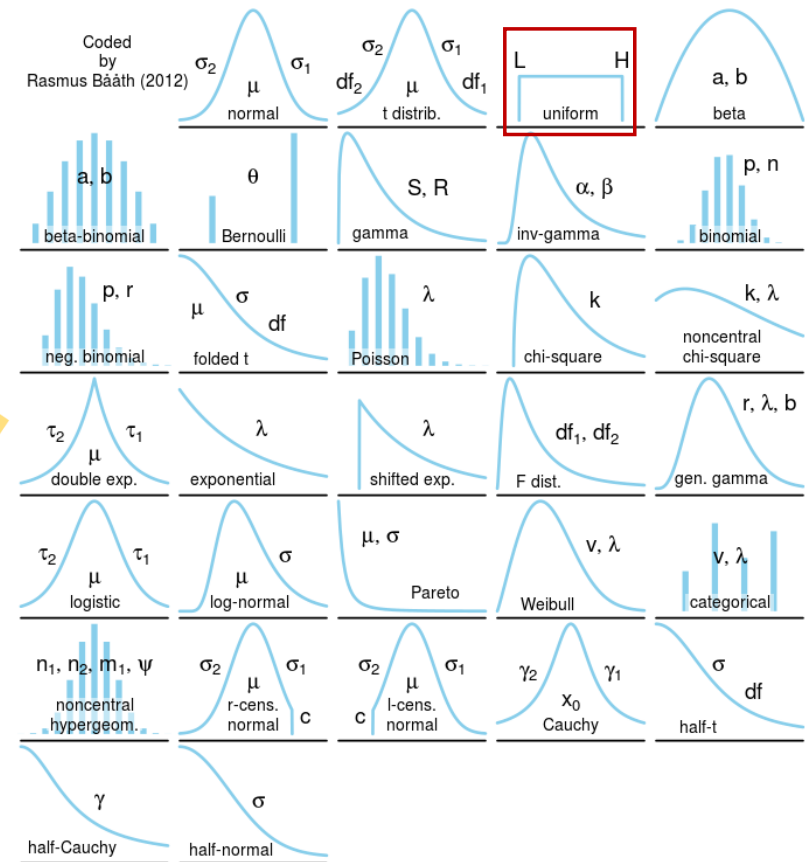 Coded
by
Rasmus Bååth (2012)
σ2 σ1
μ
normal
σ2 σ1
df2 μ df1
t distrib.
L H
uniform
a, b
beta
a, b
beta-binomial
θ
Bernoulli
S, R
gamma
α, β
inv-gamma
p, n
binomial
p, r
neg. binomial
μ σ df
folded t
λ
Poisson
k
chi-square
k, λ
noncentral
chi-square
τ2 τ1
μ
double exp.
λ
exponential
λ
shifted exp.
df1, df2
F dist.
r, λ, b
gen. gamma
τ2 τ1
μ
logistic
σ
μ
log-normal
μ, σ
Pareto
v, λ
Weibull
v, λ
categorical
n1, n2, m1, ψ
noncentral
hypergeom.
σ2 σ1
μ
r-cens.
normal c
σ2 σ1
μ
l-cens.
c normal
γ2 γ1
x0
Cauchy
σ
df
half-t
γ
half-Cauchy
σ
half-normal